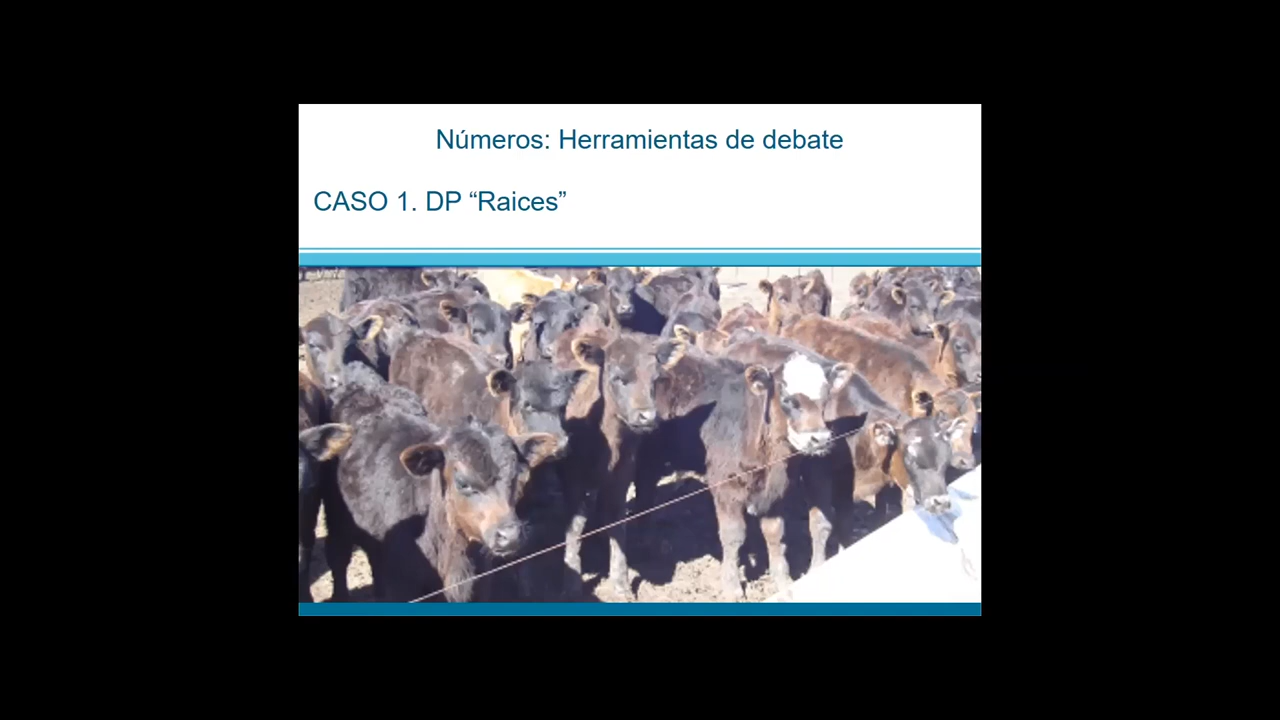 Números: Herramientas de debate
CASO 1. DP “Raices”